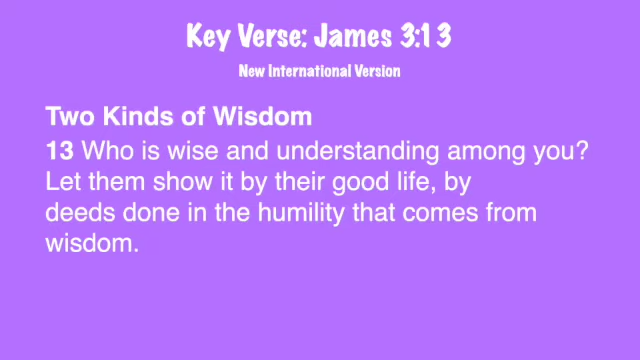 Key Verse: James 3:13
New International Version
Two Kinds of Wisdom
13 Who is wise and understanding among you?
Let them show it by their good life, by
deeds done in the humility that comes from
wisdom.